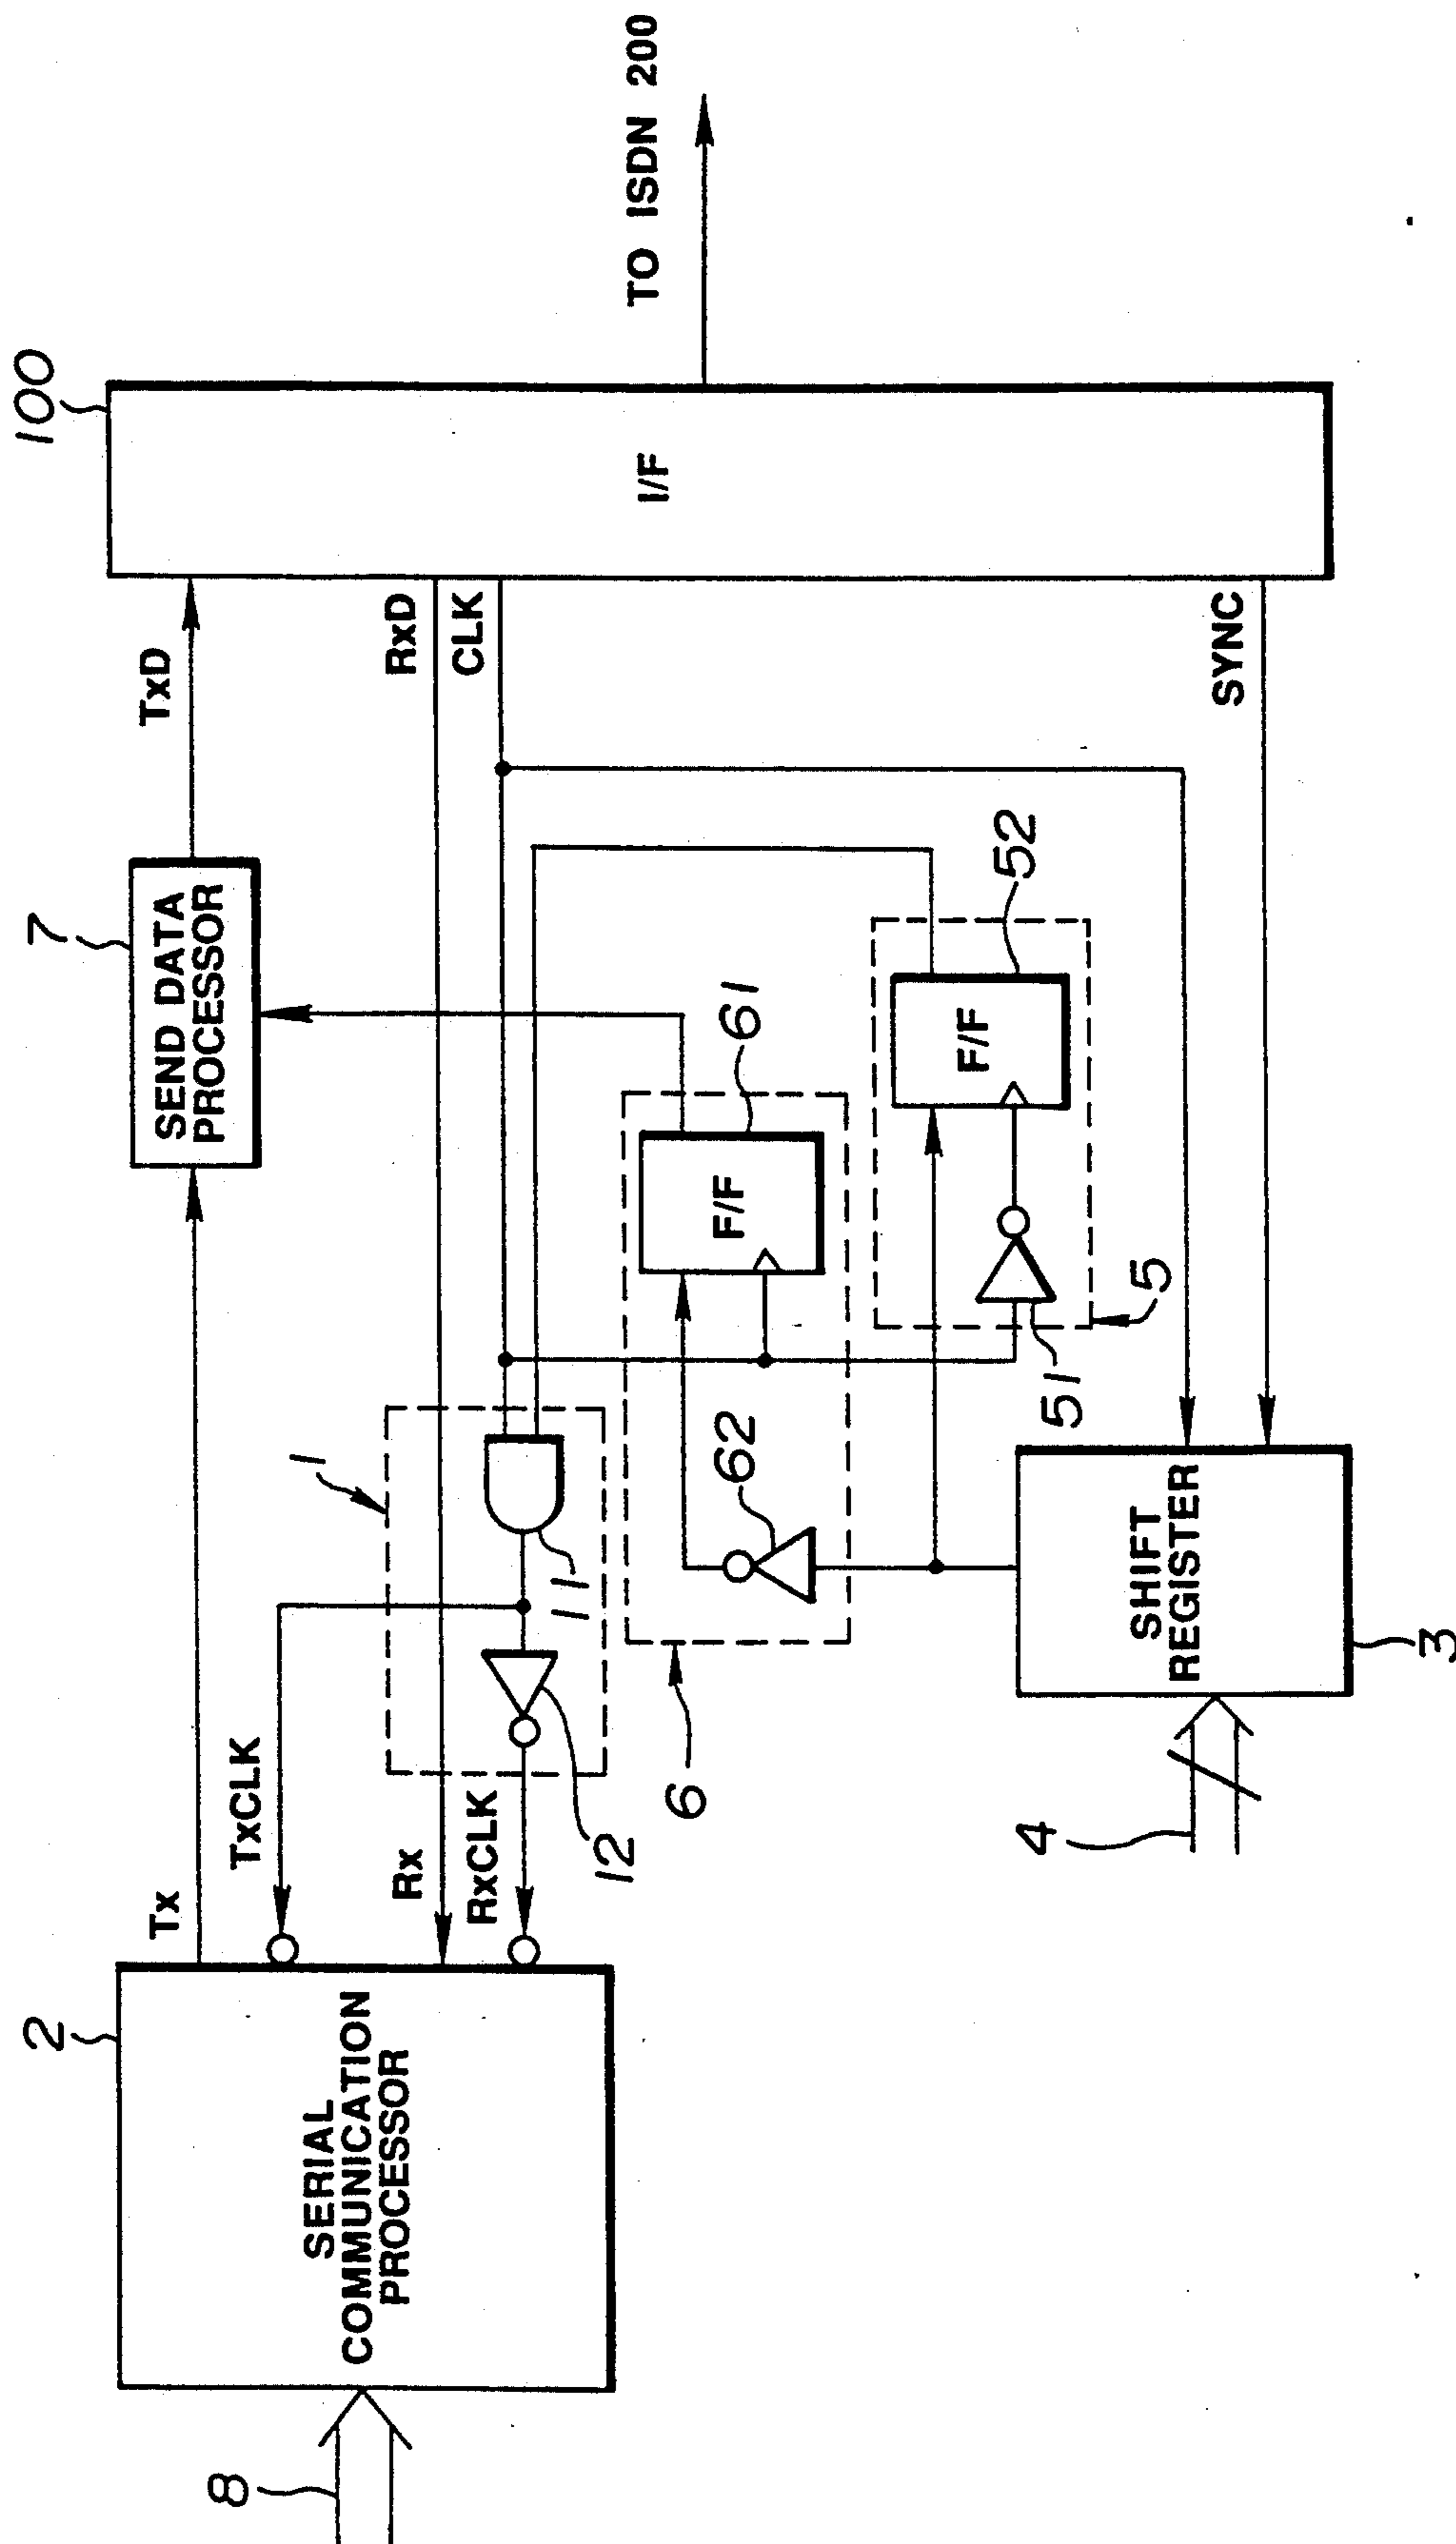 100
7
SEND DATA
PROCESSOR
TxD
Tx
2
SERIAL
COMMUNICATION
PROCESSOR
8
TxCLK
Rx
RxCLK
1
11
12
RxD
CLK
I/F
TO ISDN 200
6
62
F/F
61
F/F
52
51
5
SYNC
4
SHIFT
REGISTER
3